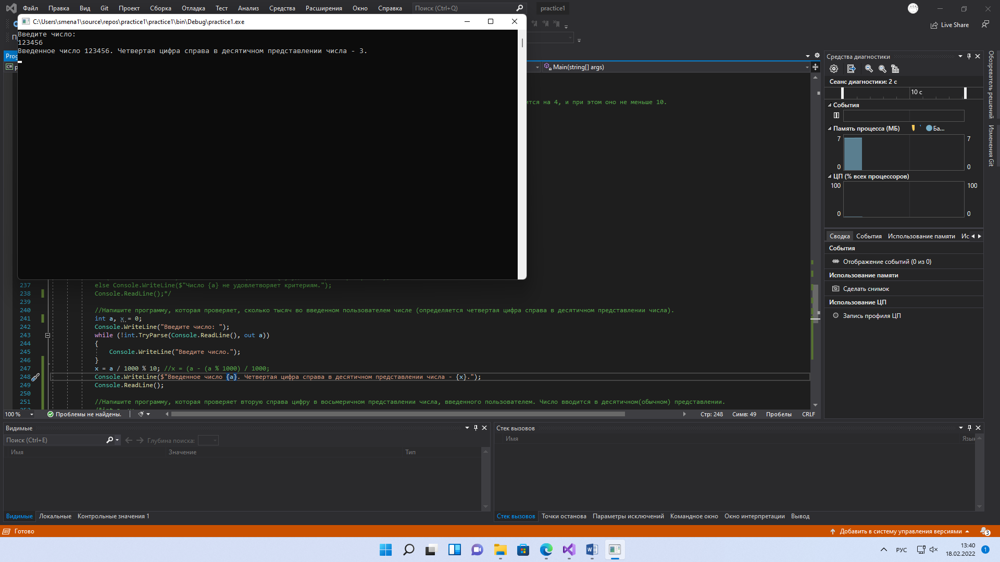 Файл Правка Вид Git Проект Сборка Отладка Тест Анализ Средства Расширения Окно Справка Поиск (Ctrl+Q) practice1
Live Share
C:\Users\smena1\source\repos\practice1\practice1\bin\Debug\practice1.exe
Введите число:
123456
Введенное число 123456. Четвертая цифра справа в десятичном представлении числа - 3.
Main(string[] args)
на 4, и при этом оно не меньше 10.
237 else Console.WriteLine($"Число {a} не удовлетворяет критериям.");
238 Console.ReadLine();*/
239
240 //Напишите программу, которая проверяет, сколько тысяч во введенном пользователем числе (определяется четвертая цифра справа в десятичном представлении числа).
241 int a, x = 0;
242 Console.WriteLine("Введите число: ");
243 while (!int.TryParse(Console.ReadLine(), out a))
244 {
245 Console.WriteLine("Введите число.");
246 }
247 x = a / 1000 % 10; //x = (a - (a % 1000) / 1000;
248 Console.WriteLine($"Введенное число {a}. Четвертая цифра справа в десятичном представлении числа - {x}.");
249 Console.ReadLine();
250
251 //Напишите программу, которая проверяет вторую справа цифру в восьмеричном представлении числа, введенного пользователем. Число вводится в десятичном(обычном) представлении.
100 % Проблемы не найдены. Стр: 248 Симв: 49 Пробелы CRLF
Средства диагностики
Сеанс диагностики: 2 с
10 с
События
Память процесса (МБ) Ба...
7 7
0 0
ЦП (% всех процессоров)
100 100
0 0
Сводка События Использование памяти Ис
События
Отображение событий (0 из 0)
Использование памяти
Сделать снимок
Использование ЦП
Запись профиля ЦП
Обозреватель решений
Изменения Git
Видимые
Поиск (Ctrl+E) Глубина поиска:
Имя Значение Тип
Видимые Локальные Контрольные значения 1
Стек вызовов
Имя Язык
Стек вызовов Точки останова Параметры исключений Командное окно Окно интерпретации Вывод
Готово
Добавить в систему управления версиями 3
РУС
13:40
18.02.2022
1